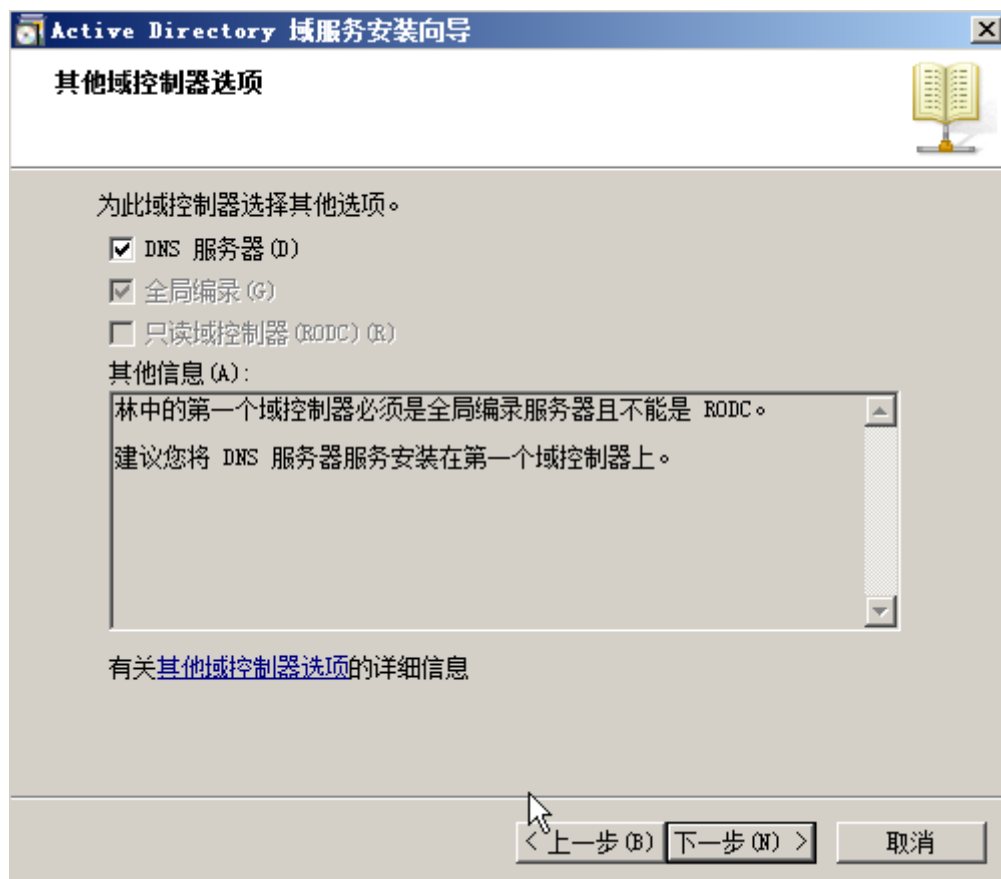 Active Directory 域服务安装向导
其他域控制器选项
为此域控制器选择其他选项。
DNS 服务器(D)
全局编录(G)
只读域控制器(RODC)(R)
其他信息(A):
林中的第一个域控制器必须是全局编录服务器且不能是 RODC。
建议您将 DNS 服务器服务安装在第一个域控制器上。
有关其他域控制器选项的详细信息
< 上一步(B) 下一步(N) > 取消